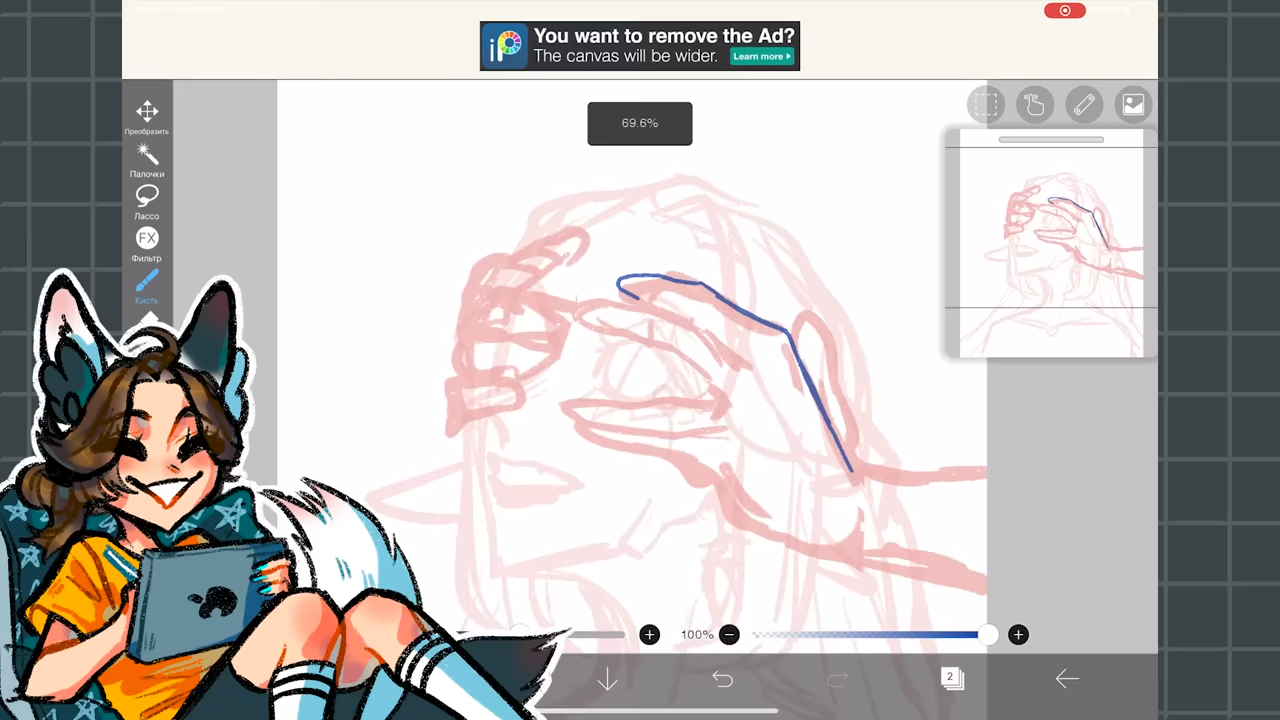 iP
You want to remove the Ad?
The canvas will be wider.
Learn more
69.6%
Преобразить
Палочки
Лассо
FX
Фильтр
Кисть
100%
2